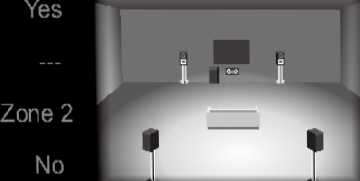 Yes
---
Zone 2
No